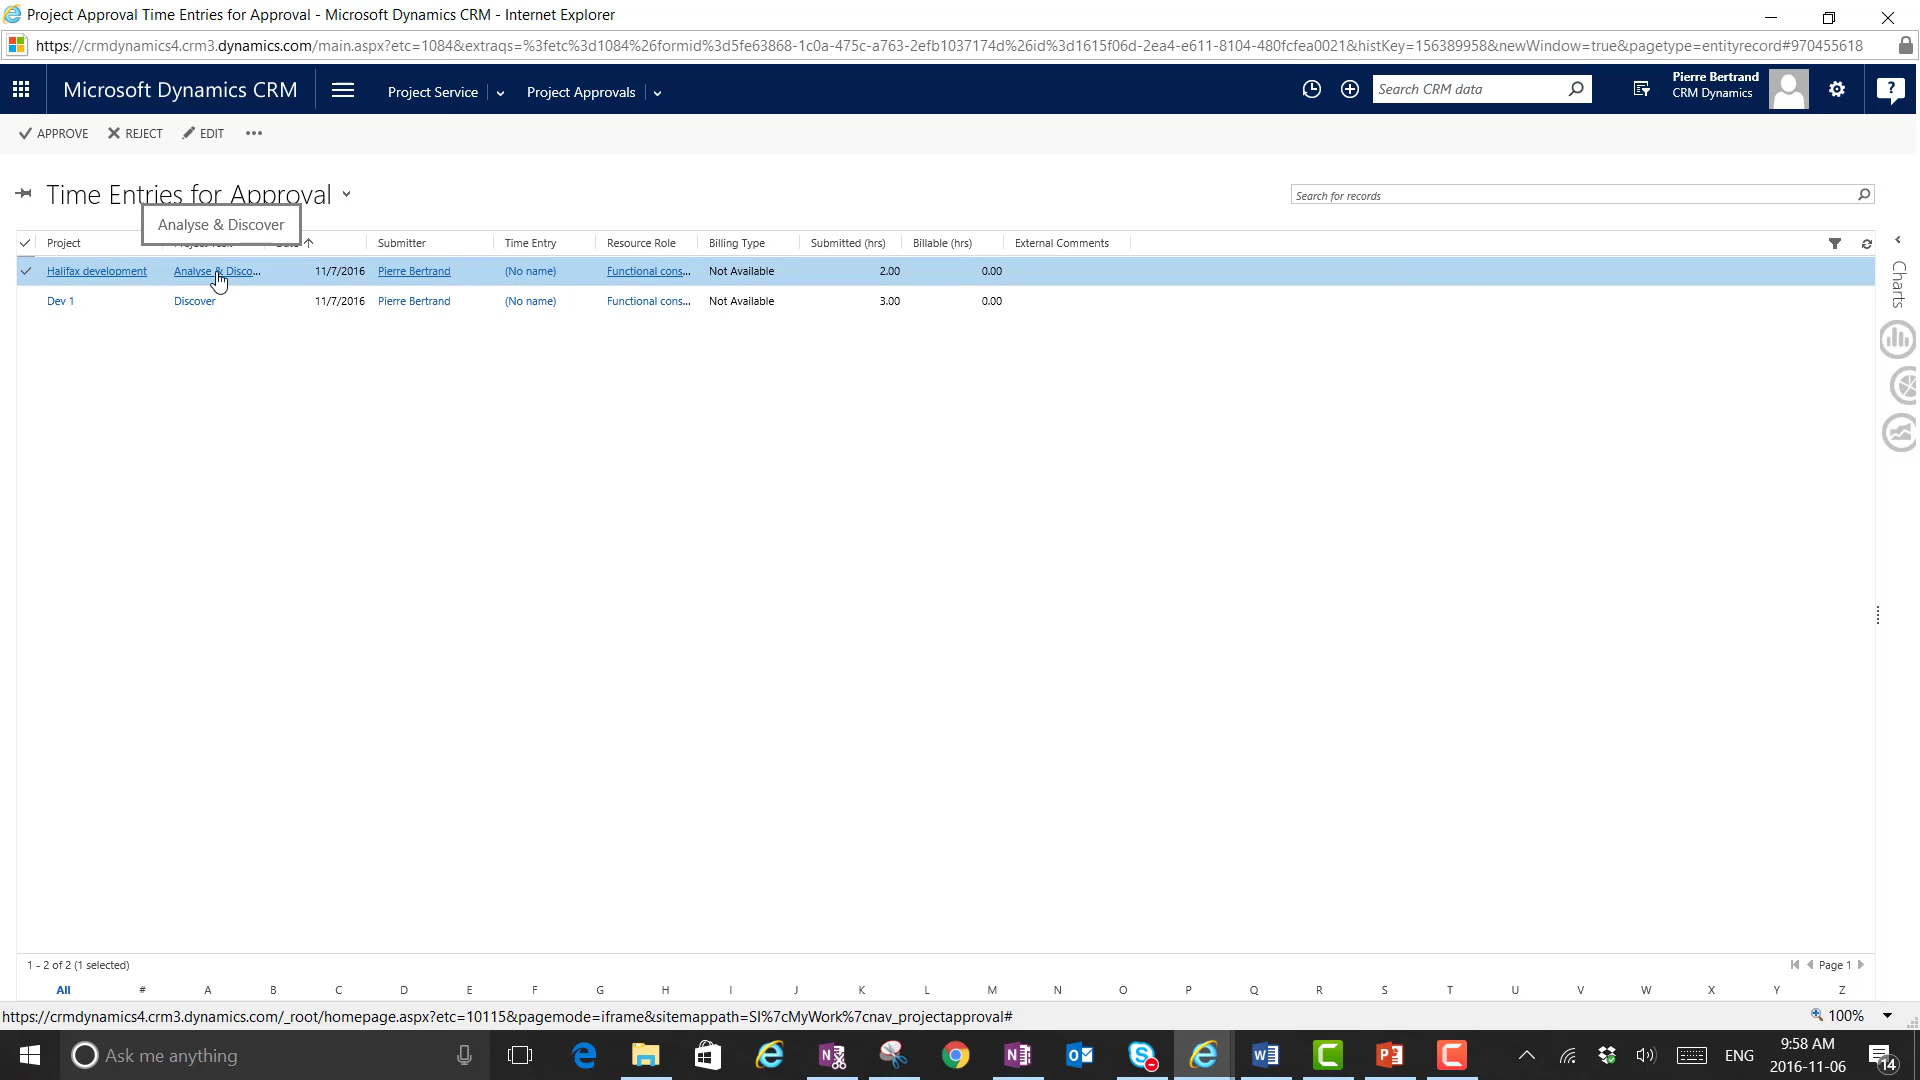 Project Approval Time Entries for Approval - Microsoft Dynamics CRM - Internet Explorer
https://crmdynamics4.crm3.dynamics.com/main.aspx?etc=1084&extraqs=%3fetc%3d1084%26formid%3d5fe63868-1c0a-475c-a763-2efb1037174d%26id%3d1615f06d-2ea4-e611-8104-480fcfea0021&histKey=156389958&newWindow=true&pagetype=entityrecord#970455618
Microsoft Dynamics CRM Project Service Project Approvals Search CRM data Pierre Bertrand
CRM Dynamics
APPROVE REJECT EDIT
Time Entries for Approval Search for records
Analyse & Discover
Project Submitter Time Entry Resource Role Billing Type Submitted (hrs) Billable (hrs) External Comments
Halifax development Analyse & Disco... 11/7/2016 Pierre Bertrand (No name) Functional cons... Not Available 2.00 0.00
Dev 1 Discover 11/7/2016 Pierre Bertrand (No name) Functional cons... Not Available 3.00 0.00
Charts
1 - 2 of 2 (1 selected) Page 1
All # A B C D E F G H I J K L M N O P Q R S T U V W X Y Z
https://crmdynamics4.crm3.dynamics.com/_root/homepage.aspx?etc=10115&pagemode=iframe&sitemappath=SI%7cMyWork%7cnav_projectapproval# 100%
Ask me anything ENG 9:58 AM
2016-11-06 14